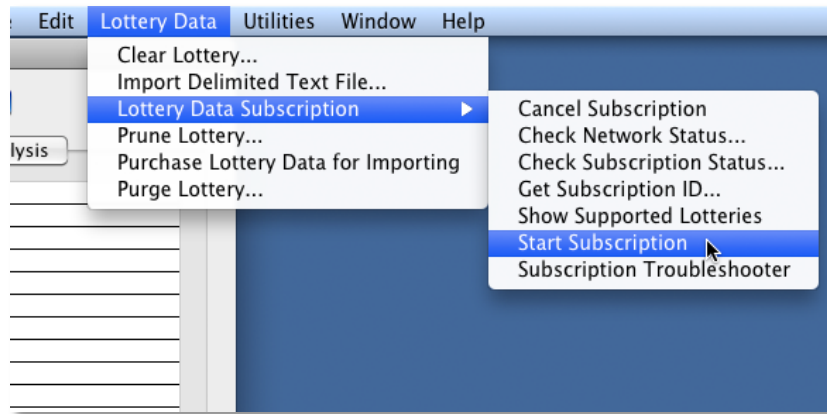 Edit Lottery Data Utilities Window Help
Clear Lottery...
Import Delimited Text File...
Lottery Data Subscription
Prune Lottery...
Purchase Lottery Data for Importing
Purge Lottery...
lysis
Cancel Subscription
Check Network Status...
Check Subscription Status...
Get Subscription ID...
Show Supported Lotteries
Start Subscription
Subscription Troubleshooter